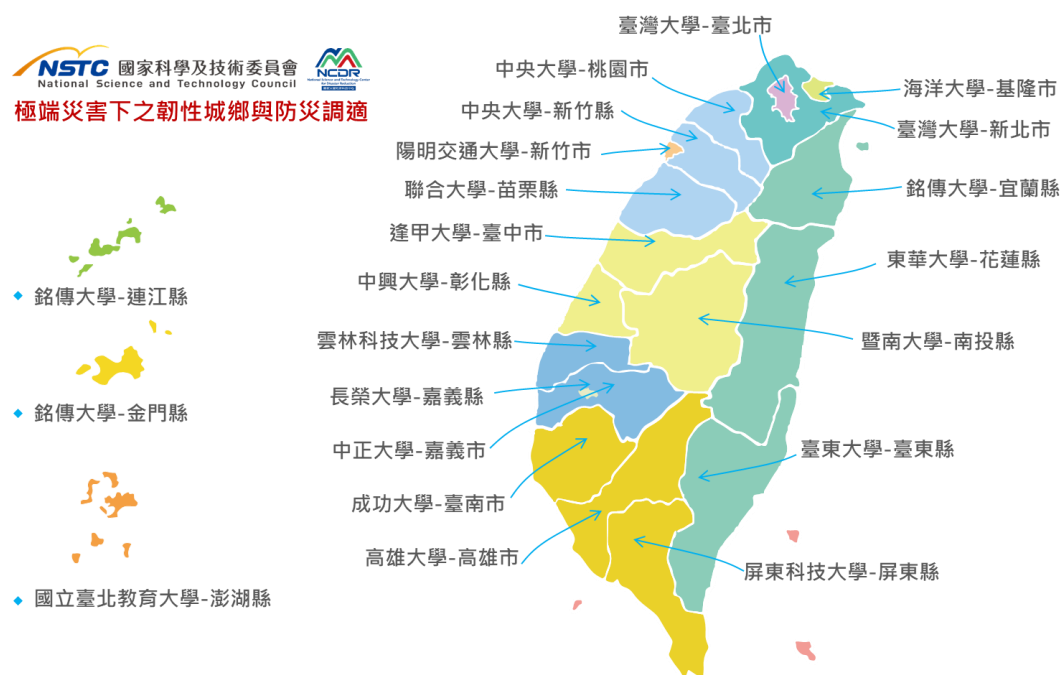 NSTC 國家科學及技術委員會
National Science and Technology Council
NCDR
極端災害下之韌性城鄉與防災調適
臺灣大學-臺北市
中央大學-桃園市
海洋大學-基隆市
中央大學-新竹縣
臺灣大學-新北市
陽明交通大學-新竹市
聯合大學-苗栗縣
銘傳大學-宜蘭縣
逢甲大學-臺中市
東華大學-花蓮縣
中興大學-彰化縣
銘傳大學-連江縣
雲林科技大學-雲林縣
暨南大學-南投縣
長榮大學-嘉義縣
銘傳大學-金門縣
中正大學-嘉義市
臺東大學-臺東縣
成功大學-臺南市
高雄大學-高雄市
屏東科技大學-屏東縣
國立臺北教育大學-澎湖縣